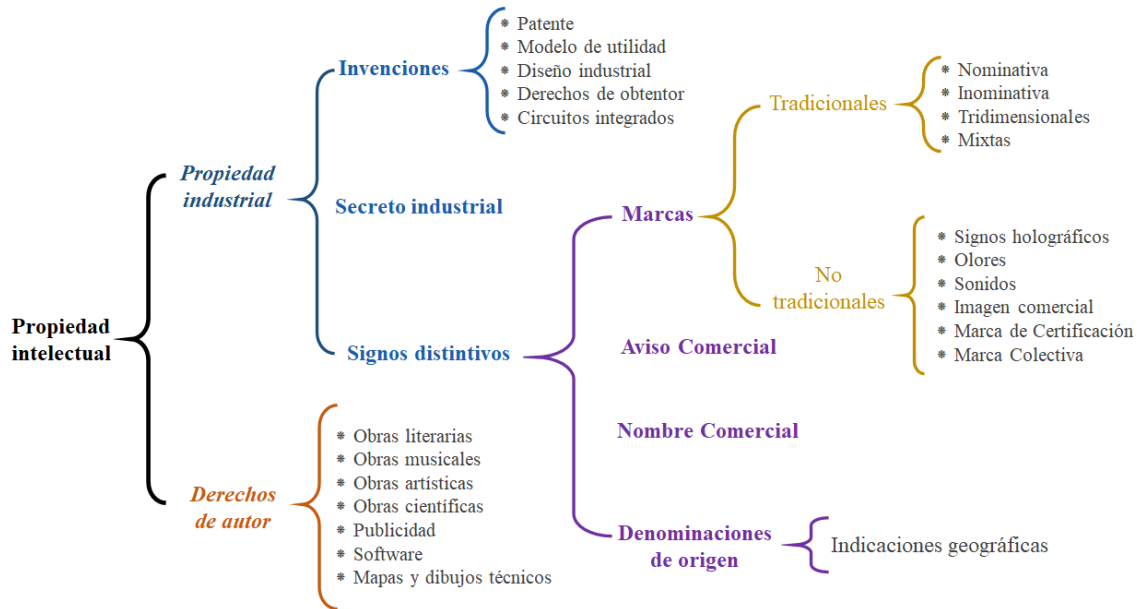 Propiedad
intelectual
Propiedad
industrial
Invenciones
* Patente
* Modelo de utilidad
* Diseño industrial
* Derechos de obtentor
* Circuitos integrados
Secreto industrial
Signos distintivos
Marcas
Tradicionales
* Nominativa
* Inominativa
* Tridimensionales
* Mixtas
No
tradicionales
* Signos holográficos
* Olores
* Sonidos
* Imagen comercial
* Marca de Certificación
* Marca Colectiva
Aviso Comercial
Nombre Comercial
Denominaciones
de origen
Indicaciones geográficas
Derechos
de autor
* Obras literarias
* Obras musicales
* Obras artísticas
* Obras científicas
* Publicidad
* Software
* Mapas y dibujos técnicos